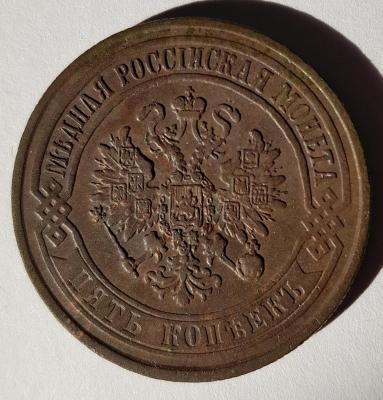 МѢДНАЯ РОССІЙСКАЯ МОНЕТА
ПЯТЬ КОПѢЕКЪ